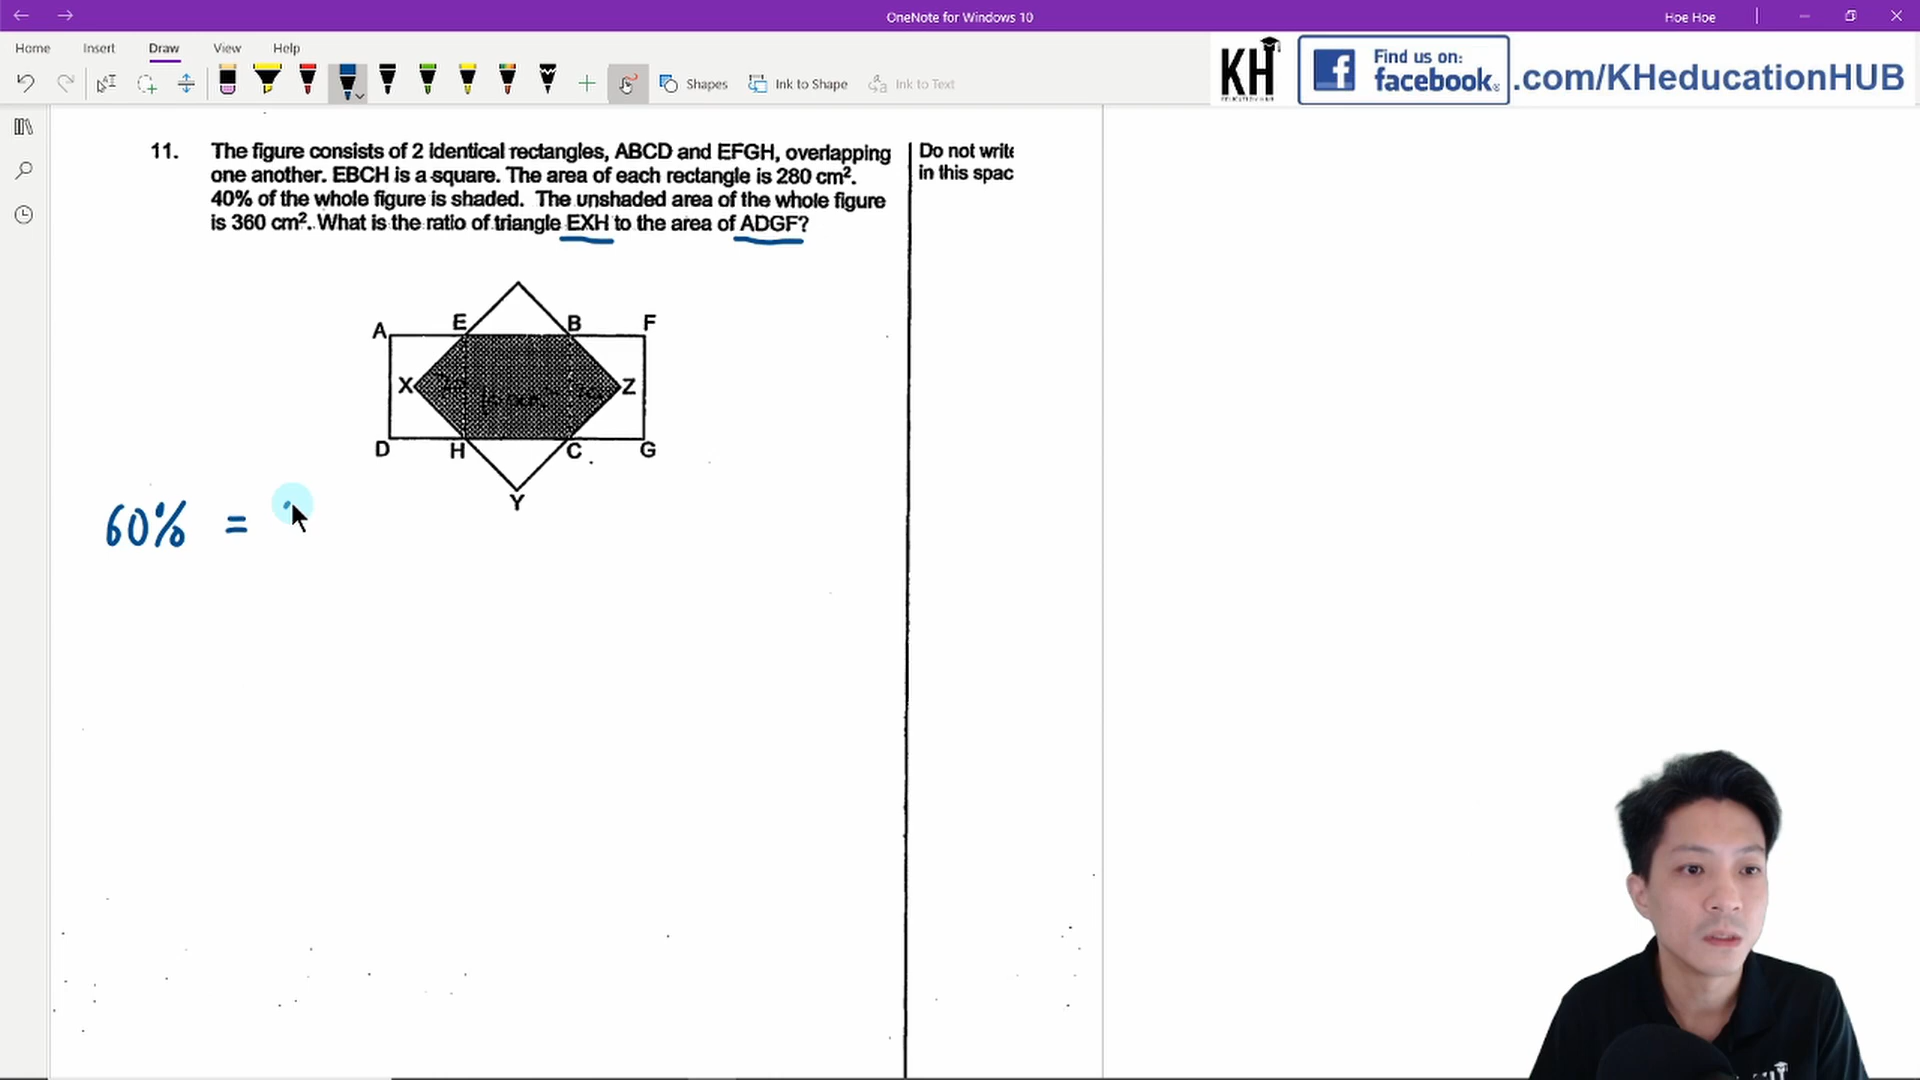 OneNote for Windows 10
Hoe Hoe
Home Insert Draw View Help
Shapes Ink to Shape Ink to Text
KH
Find us on:
facebook .com/KHeducationHUB
11. The figure consists of 2 identical rectangles, ABCD and EFGH, overlapping
one another. EBCH is a square. The area of each rectangle is 280 cm².
40% of the whole figure is shaded. The unshaded area of the whole figure
is 360 cm². What is the ratio of triangle EXH to the area of ADGF?
Do not write
in this spac
A E B F
X Z
D H C G
Y
60% =